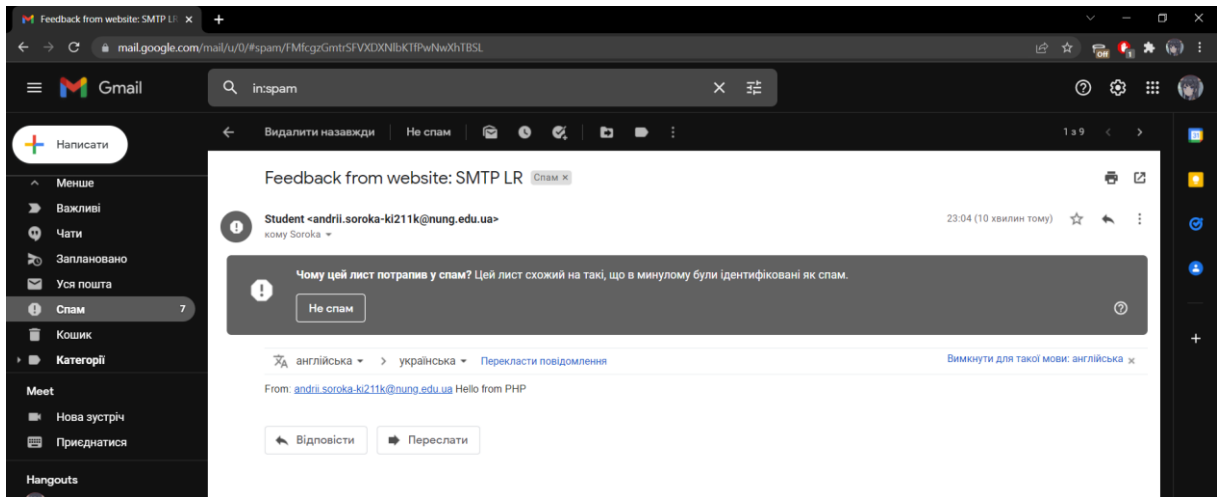 Feedback from website: SMTP LR
mail.google.com/mail/u/0/#spam/FMfcgzGmtrSFVXDXNlbKTfPwNwXhTBSL
Off
1
Gmail
in:spam
Написати
Видалити назавжди Не спам
1 з 9
31
Менше
Важливі
Чати
Заплановано
Уся пошта
Спам 7
Кошик
Категорії
Meet
Нова зустріч
Приєднатися
Hangouts
Feedback from website: SMTP LR Спам ×
Student <andrii.soroka-ki211k@nung.edu.ua>
23:04 (10 хвилин тому)
кому Soroka
Чому цей лист потрапив у спам? Цей лист схожий на такі, що в минулому були ідентифіковані як спам.
Не спам
англійська > українська Перекласти повідомлення
Вимкнути для такої мови: англійська ×
From: andrii.soroka-ki211k@nung.edu.ua Hello from PHP
Відповісти Переслати